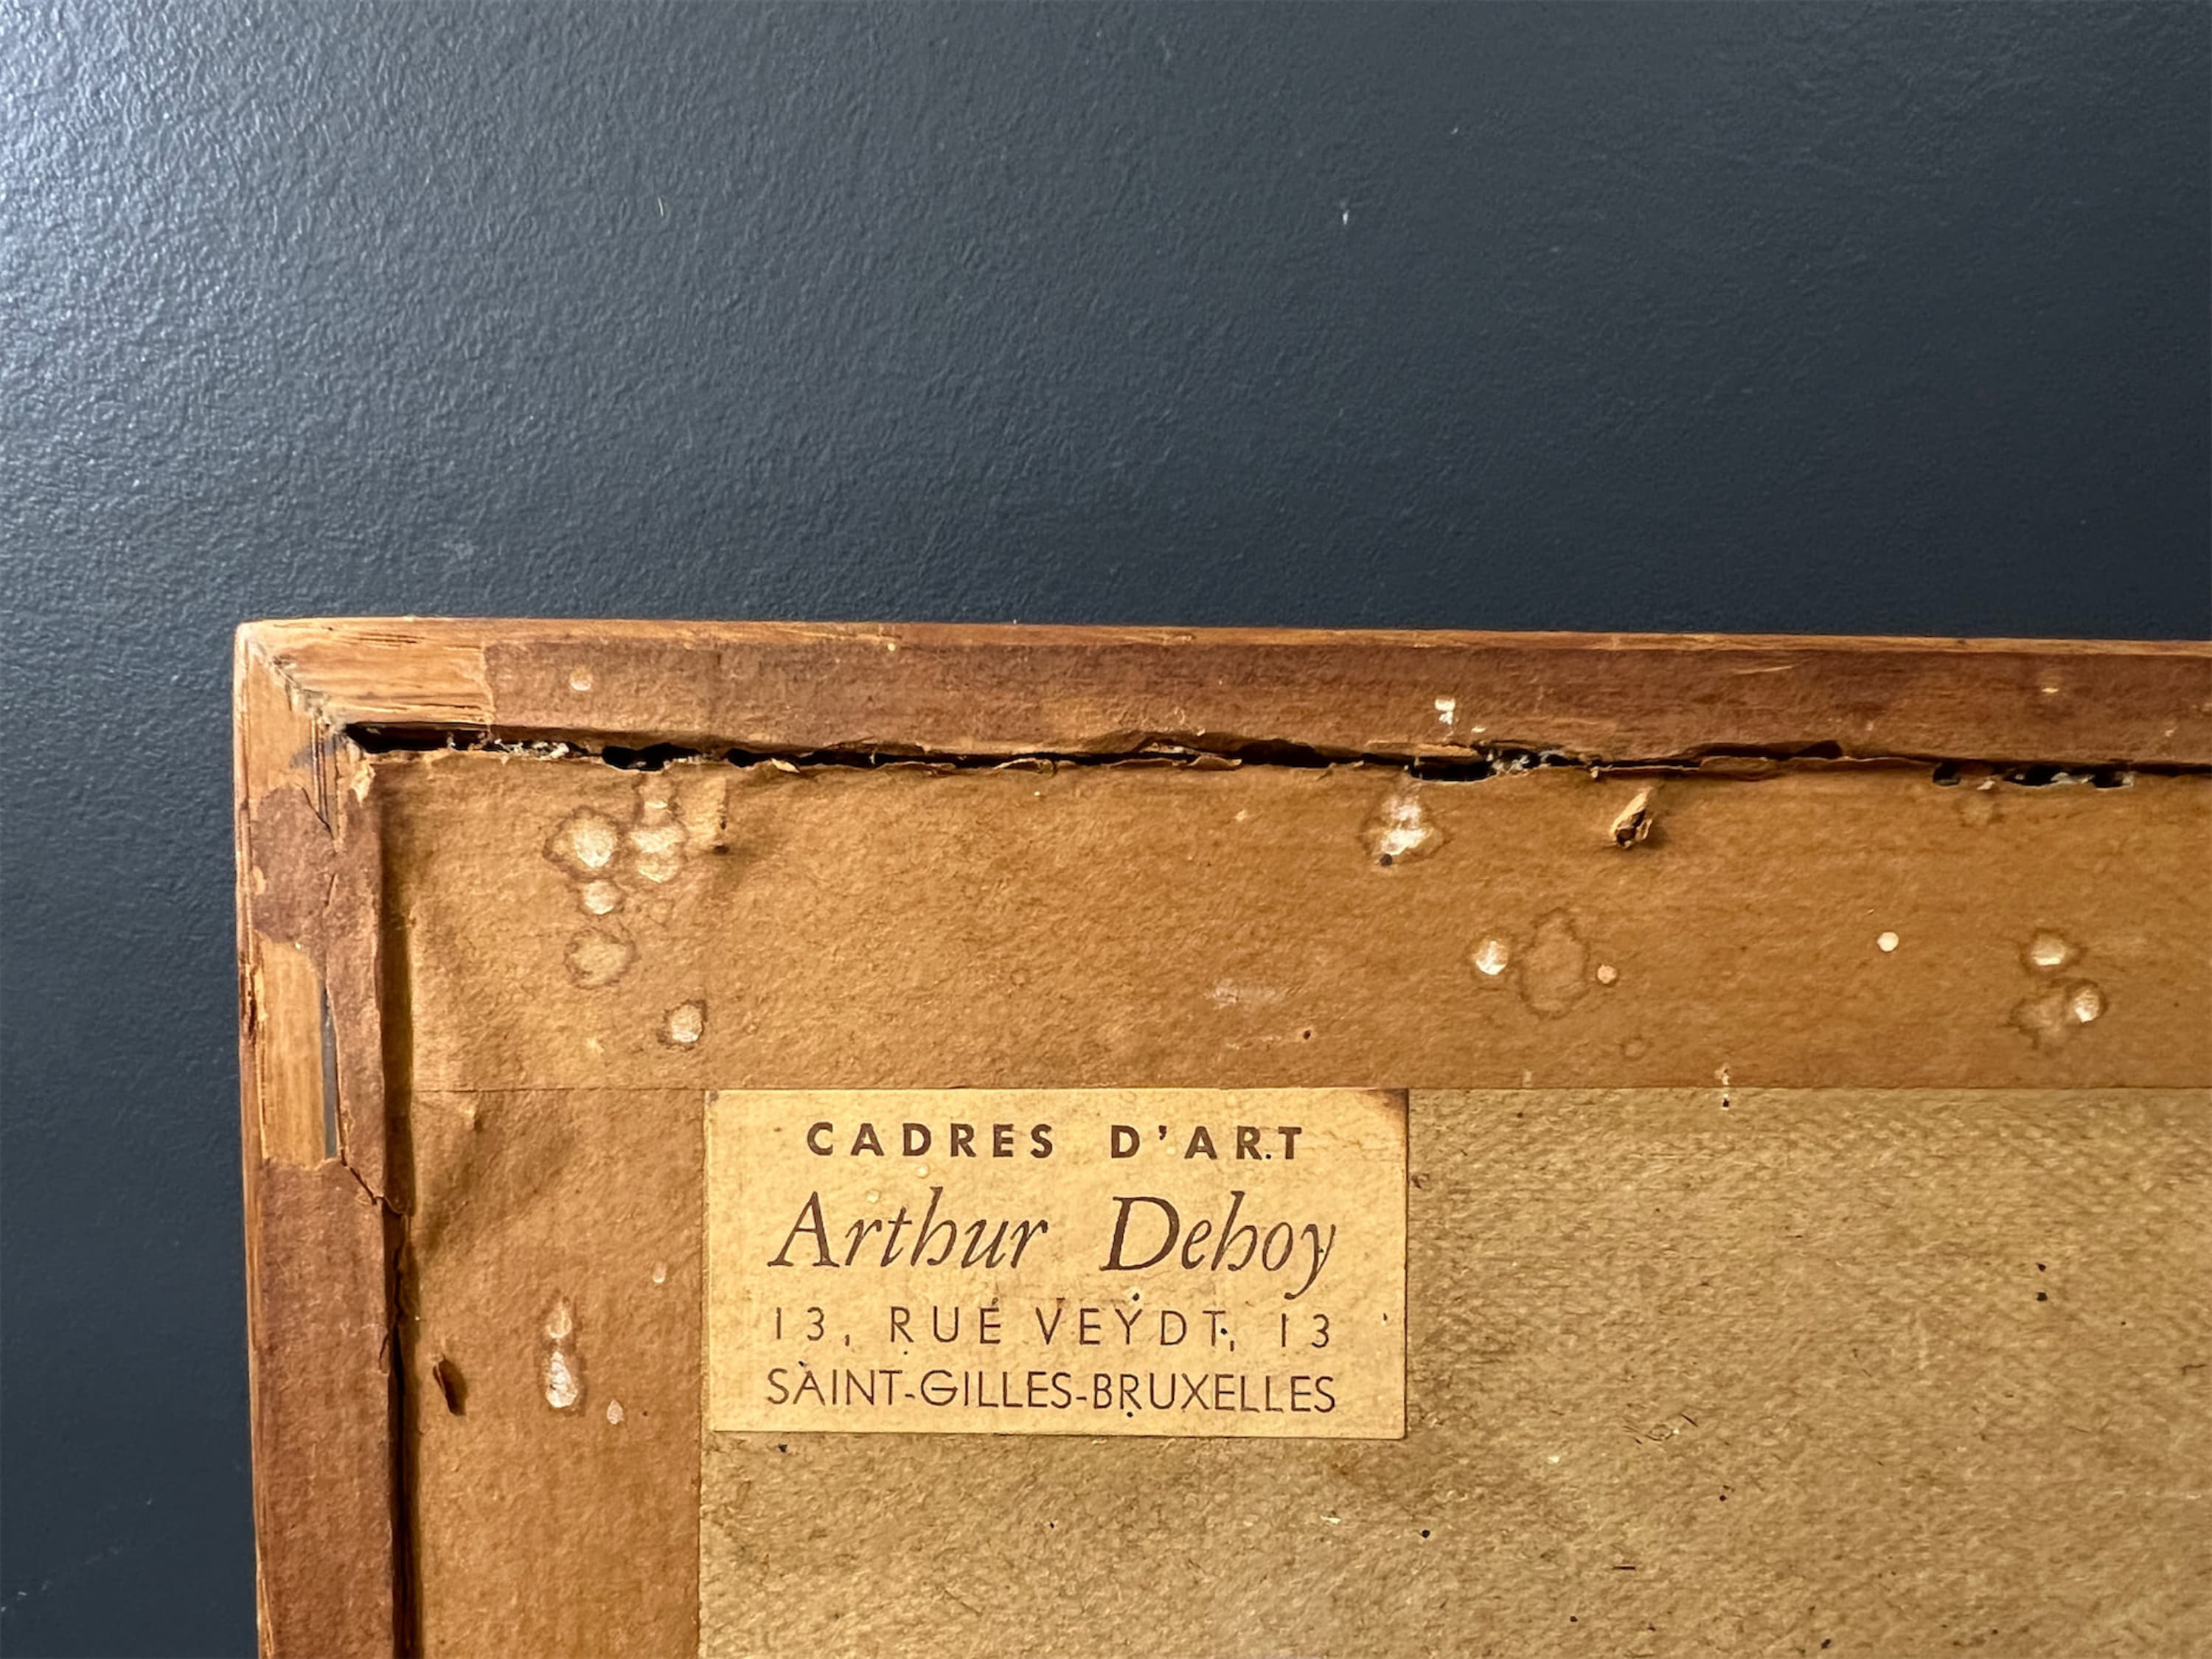 CADRES D'ART
Arthur Dehoy
13, RUE VEYDT, 13
SAINT-GILLES-BRUXELLES